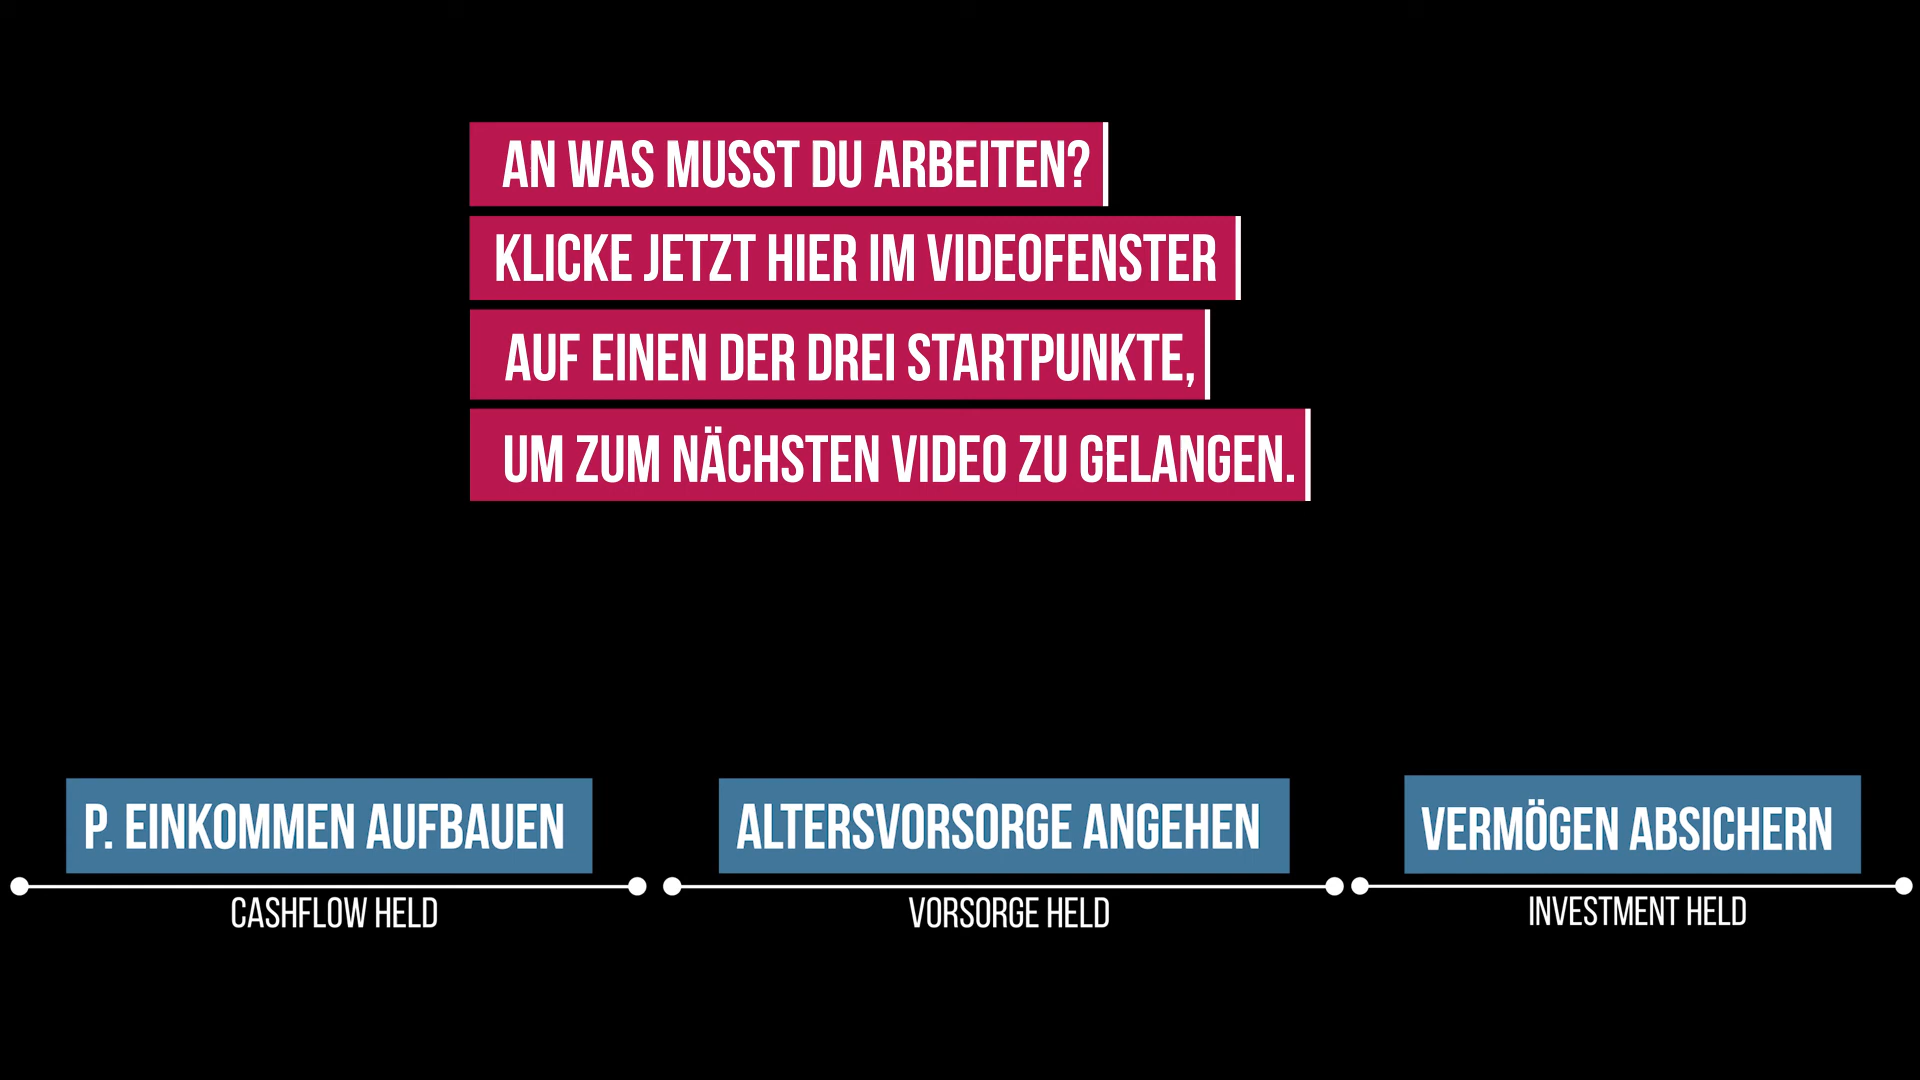 AN WAS MUSST DU ARBEITEN?
KLICKE JETZT HIER IM VIDEOFENSTER
AUF EINEN DER DREI STARTPUNKTE,
UM ZUM NÄCHSTEN VIDEO ZU GELANGEN.
P. EINKOMMEN AUFBAUEN
CASHFLOW HELD
ALTERSVORSORGE ANGEHEN
VORSORGE HELD
VERMÖGEN ABSICHERN
INVESTMENT HELD